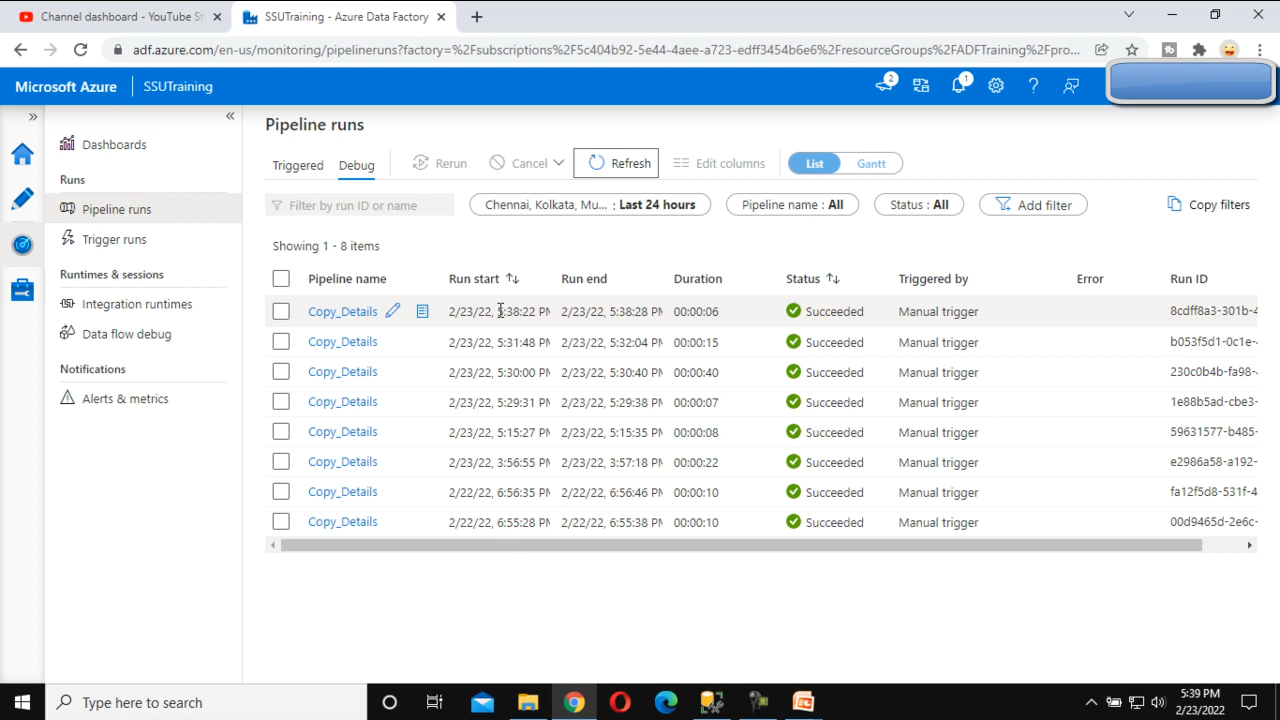 Channel dashboard - YouTube St
SSUTraining - Azure Data Factory
adf.azure.com/en-us/monitoring/pipelineruns?factory=%2Fsubscriptions%2F5c404b92-5e44-4aee-a723-edff3454b6e6%2FresourceGroups%2FADFTraining%2Fpro...
Microsoft Azure SSUTraining 2 1
Dashboards
Runs
Pipeline runs
Trigger runs
Runtimes & sessions
Integration runtimes
Data flow debug
Notifications
Alerts & metrics
Pipeline runs
Triggered Debug Rerun Cancel Refresh Edit columns List Gantt
Filter by run ID or name Chennai, Kolkata, Mu... : Last 24 hours Pipeline name : All Status : All Add filter Copy filters
Showing 1 - 8 items
Pipeline name Run start Run end Duration Status Triggered by Error Run ID
Copy_Details 2/23/22, 5:38:22 PM 2/23/22, 5:38:28 PM 00:00:06 Succeeded Manual trigger 8cdff8a3-301b-4
Copy_Details 2/23/22, 5:31:48 PM 2/23/22, 5:32:04 PM 00:00:15 Succeeded Manual trigger b053f5d1-0c1e-
Copy_Details 2/23/22, 5:30:00 PM 2/23/22, 5:30:40 PM 00:00:40 Succeeded Manual trigger 230c0b4b-fa98-
Copy_Details 2/23/22, 5:29:31 PM 2/23/22, 5:29:38 PM 00:00:07 Succeeded Manual trigger 1e88b5ad-cbe3-
Copy_Details 2/23/22, 5:15:27 PM 2/23/22, 5:15:35 PM 00:00:08 Succeeded Manual trigger 59631577-b485-
Copy_Details 2/23/22, 3:56:55 PM 2/23/22, 3:57:18 PM 00:00:22 Succeeded Manual trigger e2986a58-a192-
Copy_Details 2/22/22, 6:56:35 PM 2/22/22, 6:56:46 PM 00:00:10 Succeeded Manual trigger fa12f5d8-531f-4
Copy_Details 2/22/22, 6:55:28 PM 2/22/22, 6:55:38 PM 00:00:10 Succeeded Manual trigger 00d9465d-2e6c-
Type here to search
5:39 PM
2/23/2022